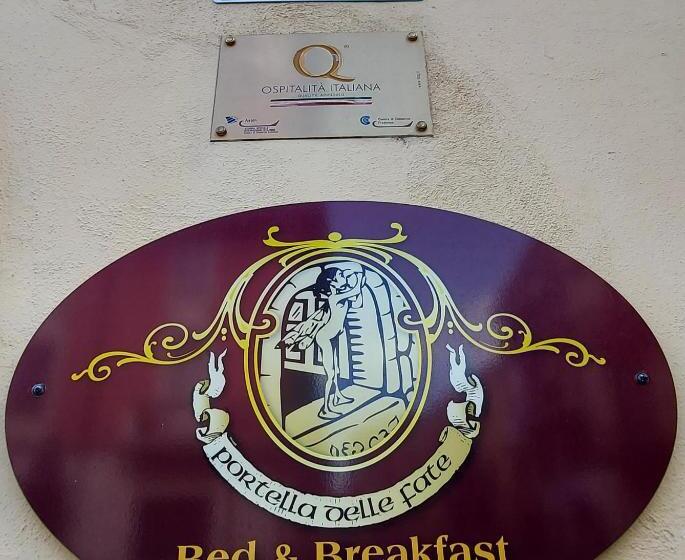 Q
OSPITALITÀ ITALIANA
portella delle fate
Bed & Breakfast